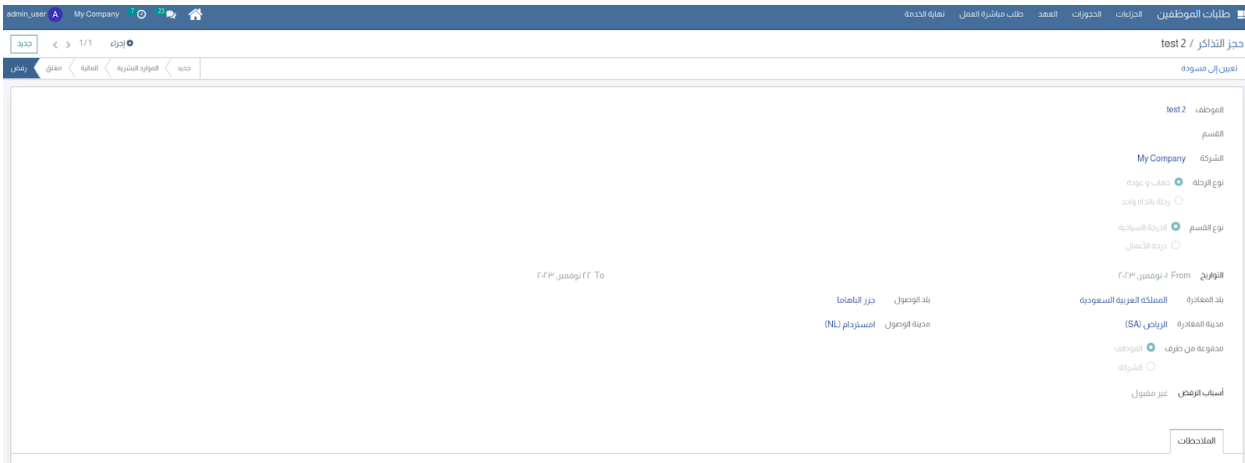 طلبات الموظفين الجزاءات الحجوزات العهد طلب مباشرة العمل نهاية الخدمة 23 7 My Company A admin_user
حجز التذاكر / test 2 إجراء 1/1 جديد
تعيين إلى مسودة جديد الموارد البشرية المالية مغلق رفض
الموظف test 2
القسم
الشركة My Company
نوع الرحلة ذهاب و عودة
رحلة باتجاه واحد
نوع القسم الدرجة السياحية
درجة الأعمال
التواريخ From ٠١ نوفمبر, ٢٠٢٣ To ٢٢ نوفمبر, ٢٠٢٣
بلد المغادرة المملكة العربية السعودية بلد الوصول جزر الباهاما
مدينة المغادرة الرياض (SA) مدينة الوصول امستردام (NL)
مدفوعة من طرف الموظف
الشركة
أسباب الرفض غير مقبول
الملاحظات